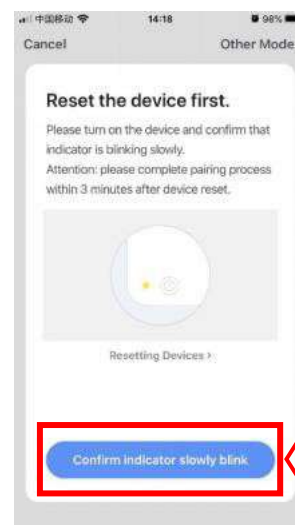 中国移动 14:18 98%
Cancel Other Mode
Reset the device first.
Please turn on the device and confirm that
indicator is blinking slowly.
Attention: please complete pairing process
within 3 minutes after device reset.
Resetting Devices >
Confirm indicator slowly blink